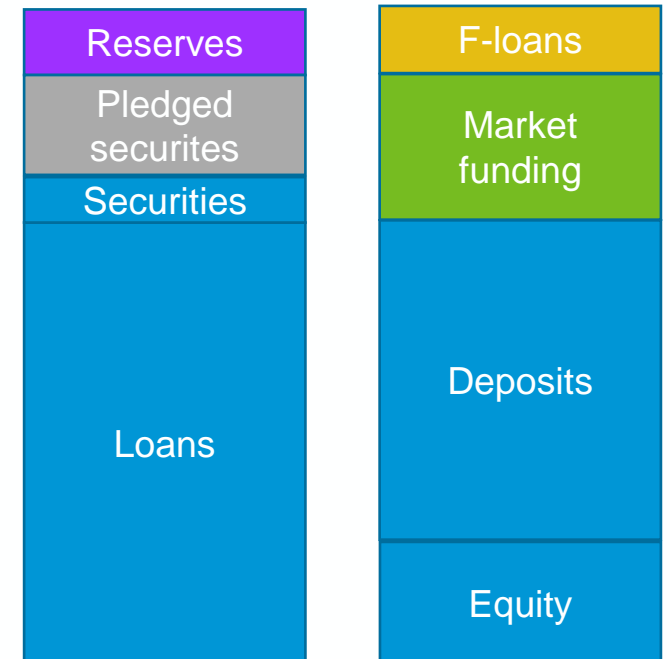 Reserves
Pledged
securites
Securities
Loans
F-loans
Market
funding
Deposits
Equity